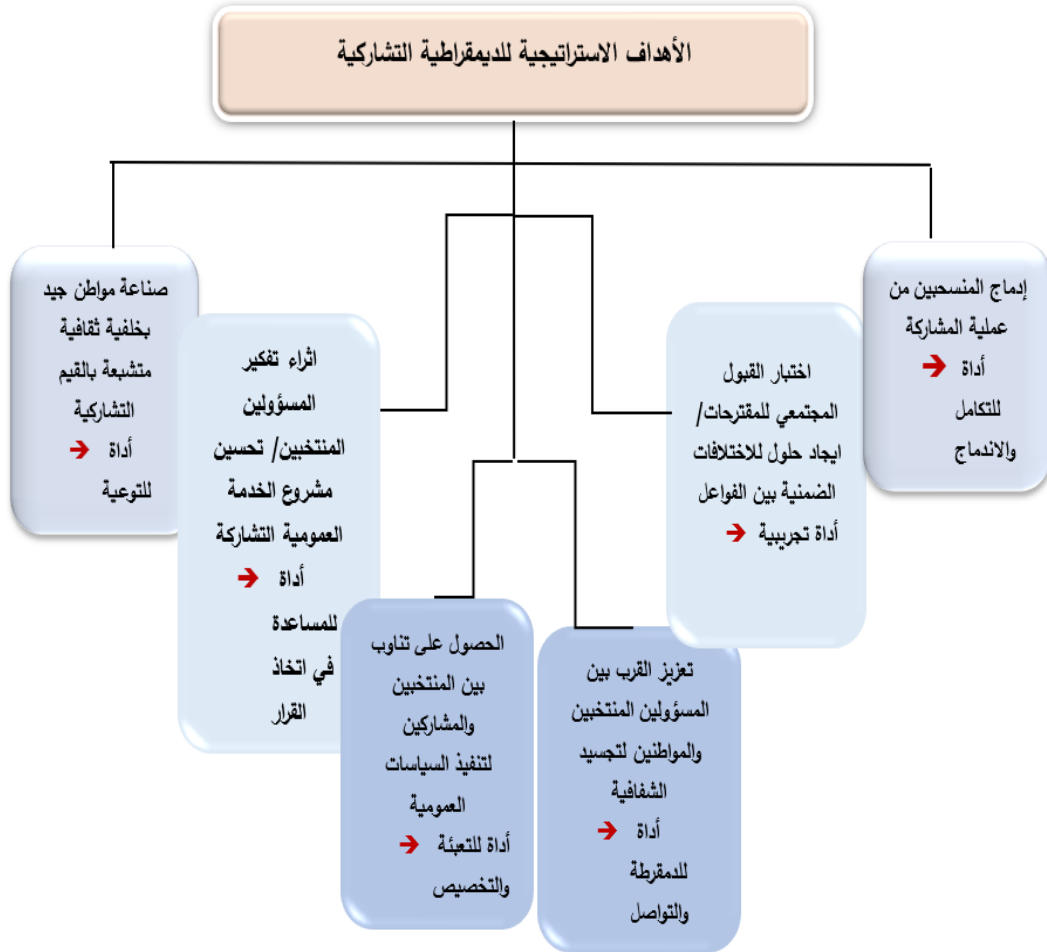 الأهداف الاستراتيجية للديمقراطية التشاركية
إدماج المنسحبين من
عملية المشاركة
➔ أداة
للتكامل
والاندماج
اختبار القبول
المجتمعي للمقترحات/
ايجاد حلول للاختلافات
الضمنية بين الفواعل
➔ أداة تجريبية
تعزيز القرب بين
المسؤولين المنتخبين
والمواطنين لتجسيد
الشفافية
➔ أداة
للدمقرطة
والتواصل
الحصول على تناوب
بين المنتخبين
والمشاركين
لتنفيذ السياسات
العمومية
➔ أداة للتعبئة
والتخصيص
اثراء تفكير
المسؤولين
المنتخبين/ تحسين
مشروع الخدمة
العمومية التشاركة
➔ أداة
للمساعدة
في اتخاذ
القرار
صناعة مواطن جيد
بخلفية ثقافية
متشبعة بالقيم
التشاركية
➔ أداة
للتوعية